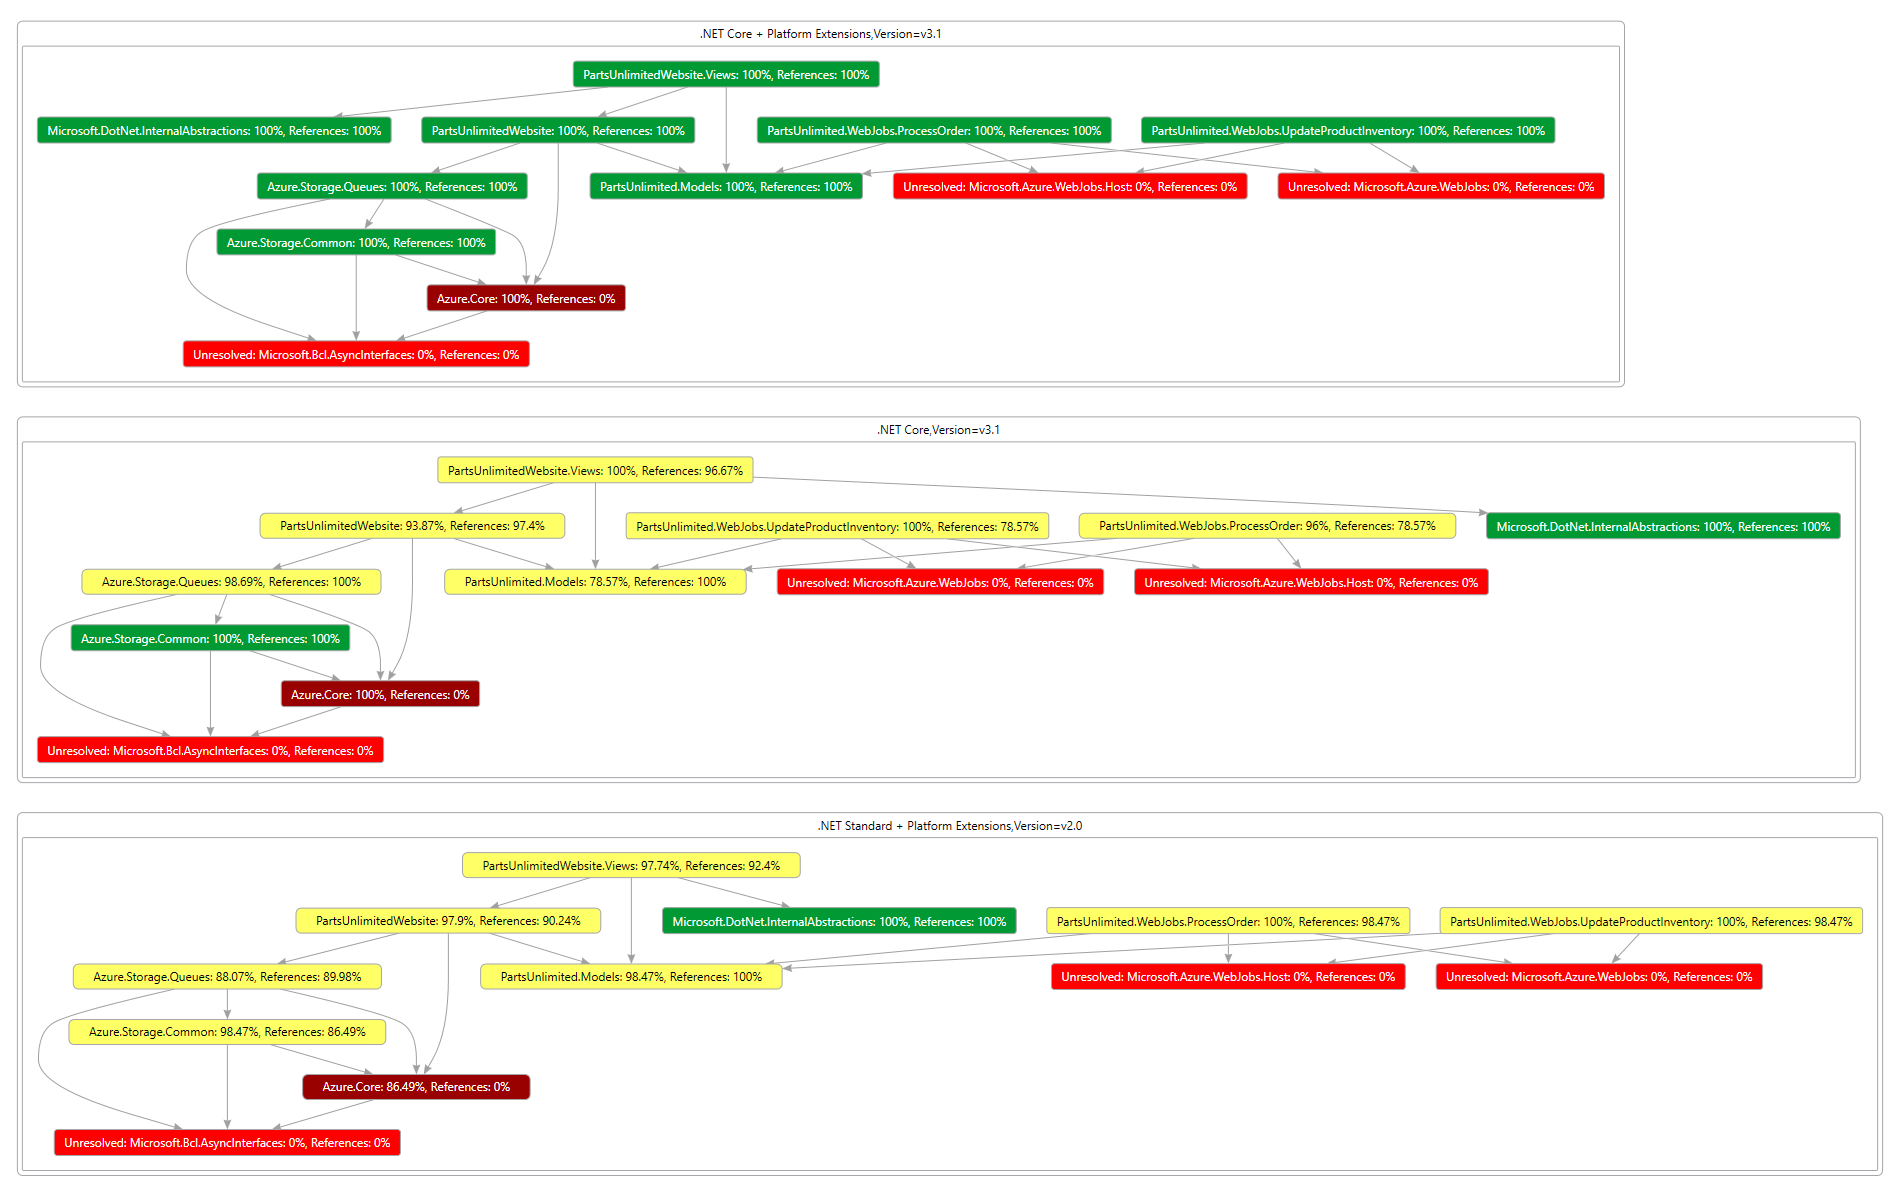 .NET Core + Platform Extensions,Version=v3.1
PartsUnlimitedWebsite.Views: 100%, References: 100%
Microsoft.DotNet.InternalAbstractions: 100%, References: 100%
PartsUnlimitedWebsite: 100%, References: 100%
PartsUnlimited.WebJobs.ProcessOrder: 100%, References: 100%
PartsUnlimited.WebJobs.UpdateProductInventory: 100%, References: 100%
Azure.Storage.Queues: 100%, References: 100%
PartsUnlimited.Models: 100%, References: 100%
Unresolved: Microsoft.Azure.WebJobs.Host: 0%, References: 0%
Unresolved: Microsoft.Azure.WebJobs: 0%, References: 0%
Azure.Storage.Common: 100%, References: 100%
Azure.Core: 100%, References: 0%
Unresolved: Microsoft.Bcl.AsyncInterfaces: 0%, References: 0%
.NET Core,Version=v3.1
PartsUnlimitedWebsite.Views: 100%, References: 96.67%
PartsUnlimitedWebsite: 93.87%, References: 97.4%
PartsUnlimited.WebJobs.UpdateProductInventory: 100%, References: 78.57%
PartsUnlimited.WebJobs.ProcessOrder: 96%, References: 78.57%
Microsoft.DotNet.InternalAbstractions: 100%, References: 100%
Azure.Storage.Queues: 98.69%, References: 100%
PartsUnlimited.Models: 78.57%, References: 100%
Unresolved: Microsoft.Azure.WebJobs: 0%, References: 0%
Unresolved: Microsoft.Azure.WebJobs.Host: 0%, References: 0%
Azure.Storage.Common: 100%, References: 100%
Azure.Core: 100%, References: 0%
Unresolved: Microsoft.Bcl.AsyncInterfaces: 0%, References: 0%
.NET Standard + Platform Extensions,Version=v2.0
PartsUnlimitedWebsite.Views: 97.74%, References: 92.4%
PartsUnlimitedWebsite: 97.9%, References: 90.24%
Microsoft.DotNet.InternalAbstractions: 100%, References: 100%
PartsUnlimited.WebJobs.ProcessOrder: 100%, References: 98.47%
PartsUnlimited.WebJobs.UpdateProductInventory: 100%, References: 98.47%
Azure.Storage.Queues: 88.07%, References: 89.98%
PartsUnlimited.Models: 98.47%, References: 100%
Unresolved: Microsoft.Azure.WebJobs.Host: 0%, References: 0%
Unresolved: Microsoft.Azure.WebJobs: 0%, References: 0%
Azure.Storage.Common: 98.47%, References: 86.49%
Azure.Core: 86.49%, References: 0%
Unresolved: Microsoft.Bcl.AsyncInterfaces: 0%, References: 0%